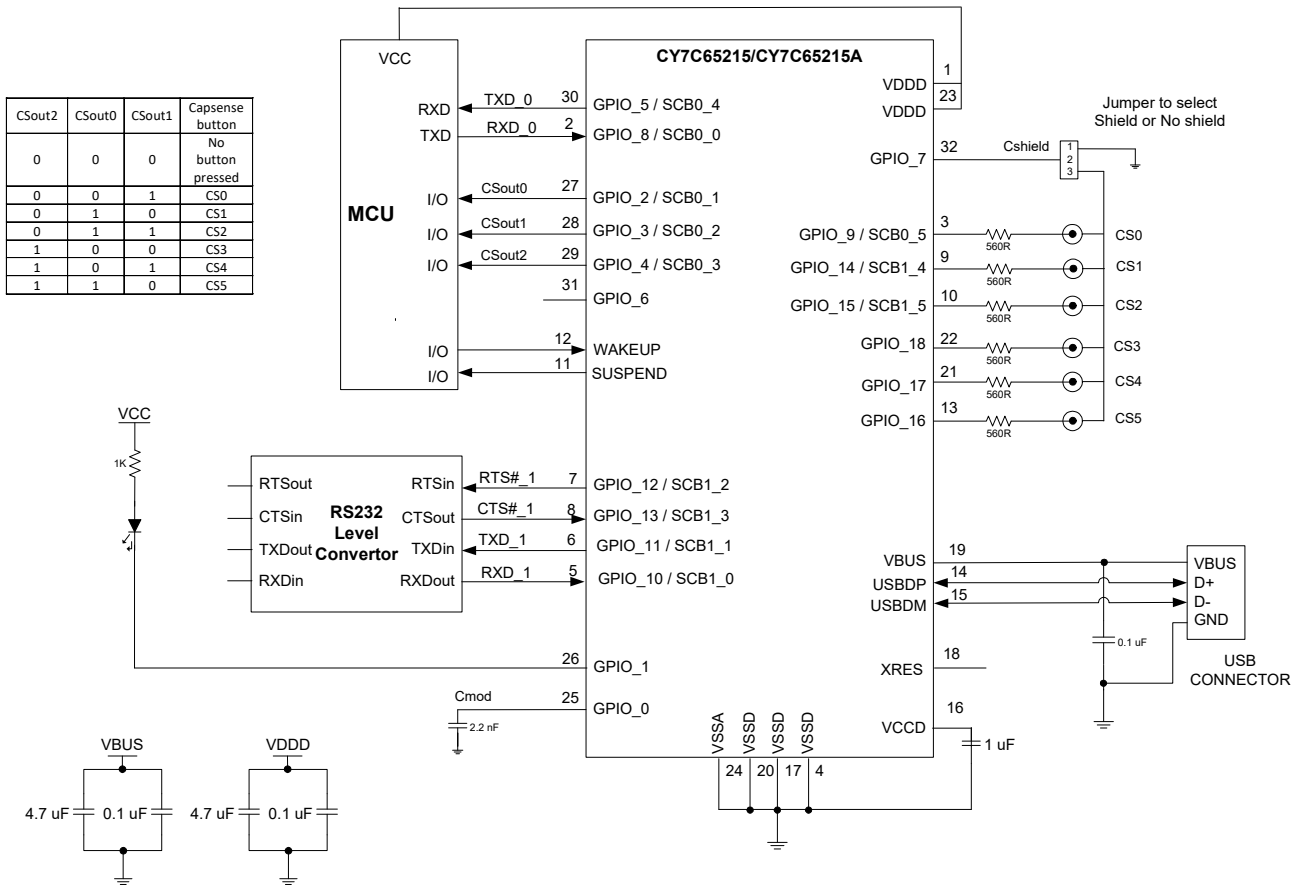 CSout2 CSout0 CSout1 Capsense button
0 0 0 No button pressed
0 0 1 CS0
0 1 0 CS1
0 1 1 CS2
1 0 0 CS3
1 0 1 CS4
1 1 0 CS5
VCC
MCU
RXD
TXD
I/O
I/O
I/O
I/O
I/O
TXD_0
RXD_0
CSout0
CSout1
CSout2
CY7C65215/CY7C65215A
30 GPIO_5 / SCB0_4
2 GPIO_8 / SCB0_0
27 GPIO_2 / SCB0_1
28 GPIO_3 / SCB0_2
29 GPIO_4 / SCB0_3
31 GPIO_6
12 WAKEUP
11 SUSPEND
7 GPIO_12 / SCB1_2
8 GPIO_13 / SCB1_3
6 GPIO_11 / SCB1_1
5 GPIO_10 / SCB1_0
26 GPIO_1
25 GPIO_0
VDDD 1
VDDD 23
GPIO_7 32
GPIO_9 / SCB0_5 3
GPIO_14 / SCB1_4 9
GPIO_15 / SCB1_5 10
GPIO_18 22
GPIO_17 21
GPIO_16 13
VBUS 19
USBDP 14
USBDM 15
XRES 18
VCCD 16
VSSA VSSD VSSD VSSD
24 20 17 4
1 uF
Jumper to select
Shield or No shield
Cshield
1
2
3
560R CS0
560R CS1
560R CS2
560R CS3
560R CS4
560R CS5
VBUS
D+
D-
GND
0.1 uF
USB
CONNECTOR
VCC
1K
RTSout
CTSin
TXDout
RXDin
RS232
Level
Convertor
RTSin
CTSout
TXDin
RXDout
RTS#_1
CTS#_1
TXD_1
RXD_1
Cmod
2.2 nF
VBUS
4.7 uF 0.1 uF
VDDD
4.7 uF 0.1 uF